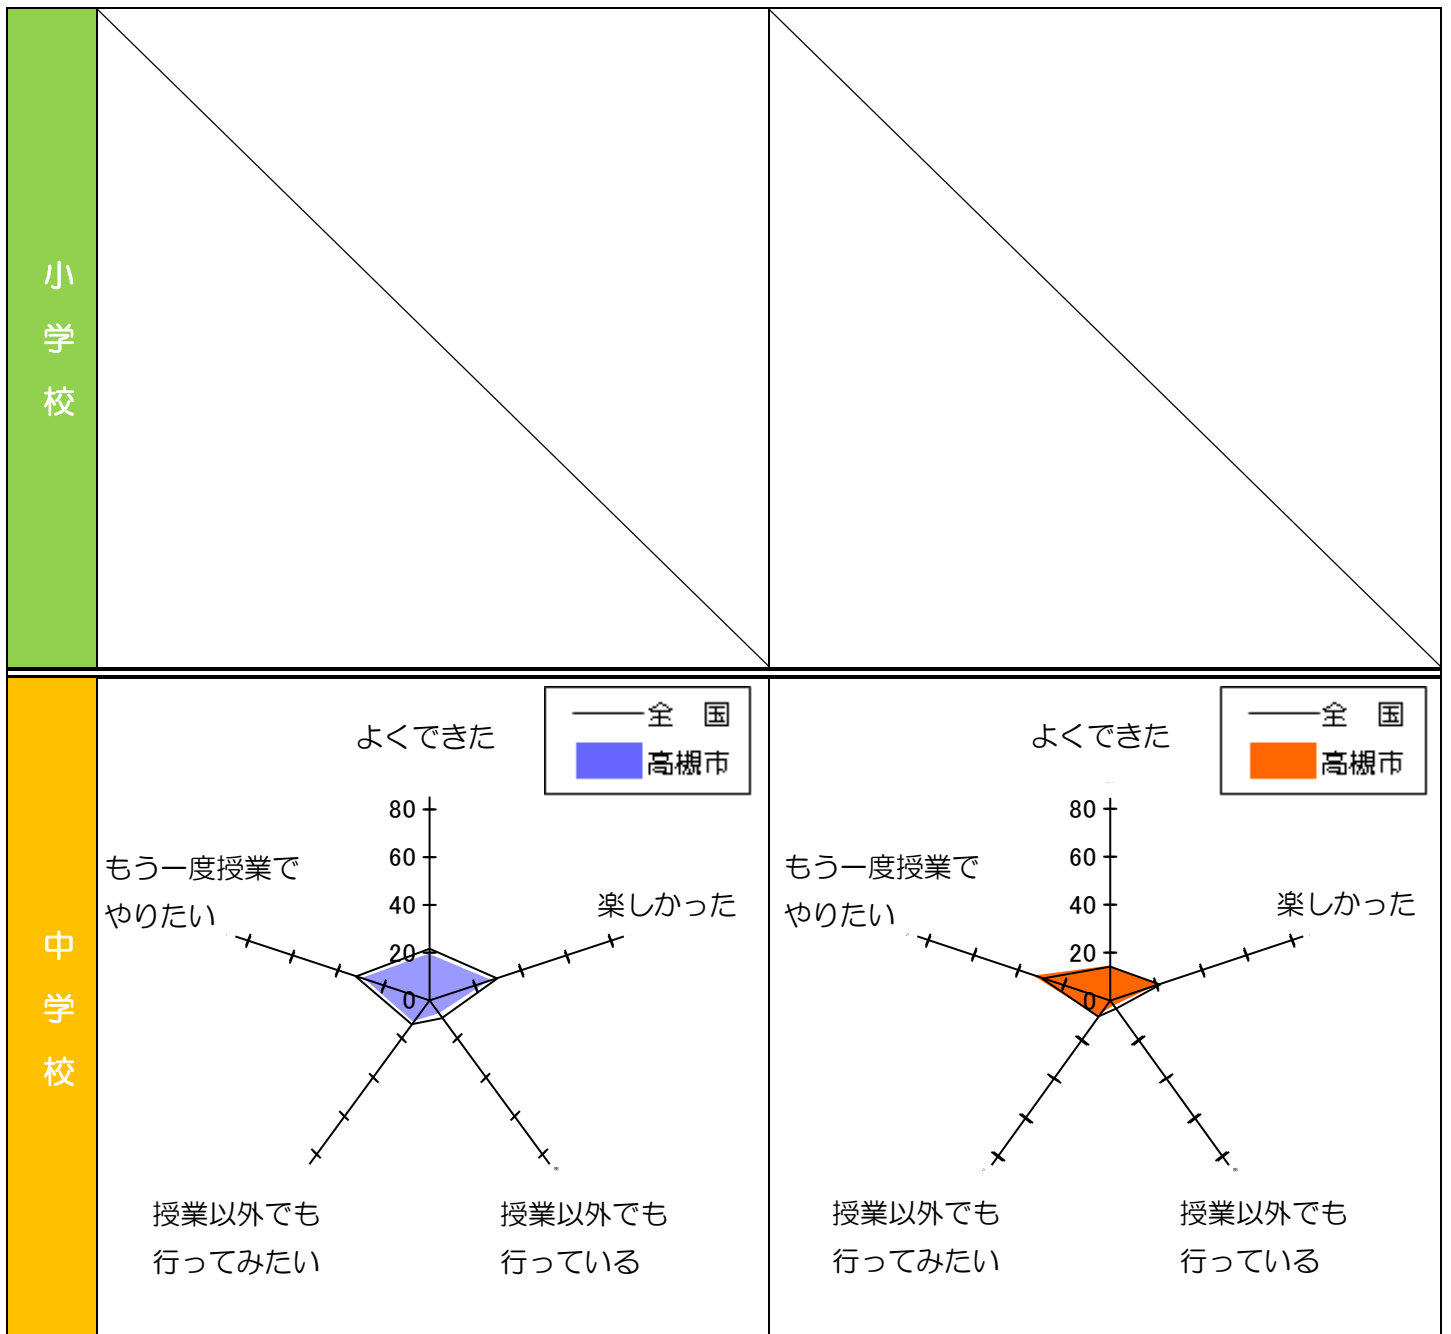 小
学
校
中
学
校
全　国
高槻市
よくできた
80
60
40
20
0
もう一度授業で
やりたい
楽しかった
授業以外でも
行ってみたい
授業以外でも
行っている
全　国
高槻市
よくできた
80
60
40
20
0
もう一度授業で
やりたい
楽しかった
授業以外でも
行ってみたい
授業以外でも
行っている